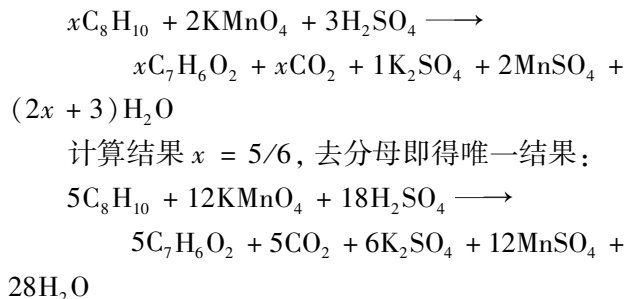 xC₈H₁₀ + 2KMnO₄ + 3H₂SO₄ ⟶
xC₇H₆O₂ + xCO₂ + 1K₂SO₄ + 2MnSO₄ +
(2x + 3)H₂O
计算结果 x = 5/6, 去分母即得唯一结果:
5C₈H₁₀ + 12KMnO₄ + 18H₂SO₄ ⟶
5C₇H₆O₂ + 5CO₂ + 6K₂SO₄ + 12MnSO₄ +
28H₂O